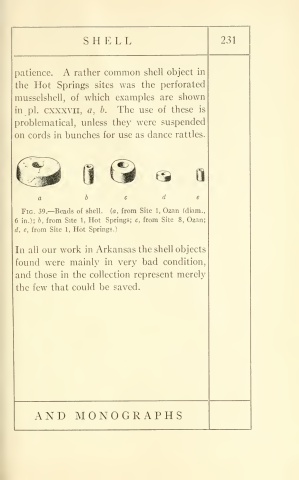 SHELL 231
patience. A rather common shell object in
the Hot Springs sites was the perforated
musselshell, of which examples are shown
in pl. CXXXVII, a, b. The use of these is
problematical, unless they were suspended
on cords in bunches for use as dance rattles.
a b c d e
FIG. 39.—Beads of shell. (a, from Site 1, Ozan (diam.,
6 in.); b, from Site 1, Hot Springs; c, from Site 8, Ozan;
d, e, from Site 1, Hot Springs.)
In all our work in Arkansas the shell objects
found were mainly in very bad condition,
and those in the collection represent merely
the few that could be saved.
AND MONOGRAPHS